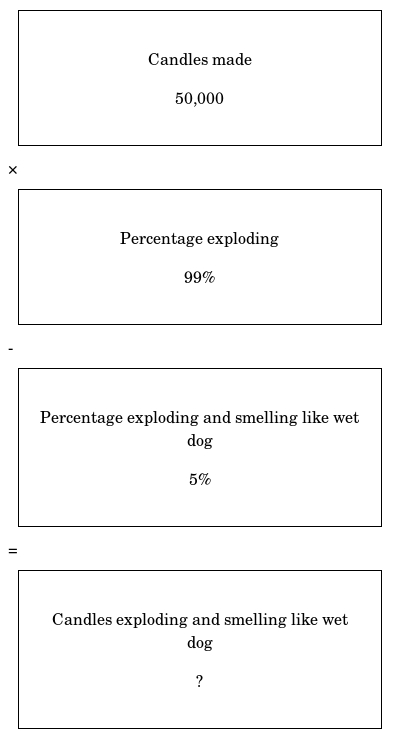 Candles made
50,000
×
Percentage exploding
99%
-
Percentage exploding and smelling like wet
dog
5%
=
Candles exploding and smelling like wet
dog
?